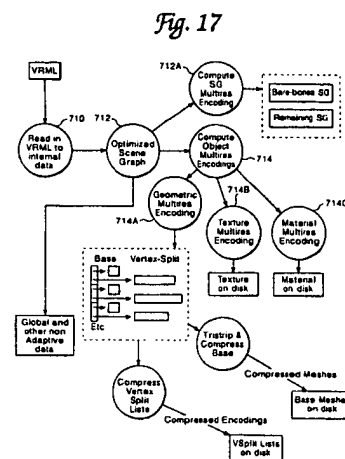 Fig. 17
VRML
712A
Compute
SG Multires
Encoding
Bare-bones SG
Remaining SG
710
712
Read in
VRML to
internal
data
Optimized
Scene
Graph
Compute
Object Multires
Encodings
714
Geometric
Multires
Encoding
714A
714B
Texture
Multires
Encoding
714C
Material
Multires
Encoding
Texture
on disk
Material
on disk
Base
Vertex-Split
Etc
Global and
other non
Adaptive
data
Tristrip &
Compress
Base
Compressed Meshes
Compress
Vertex
Split Lists
Base Meshes
on disk
Compressed Encodings
VSplit Lists
on disk